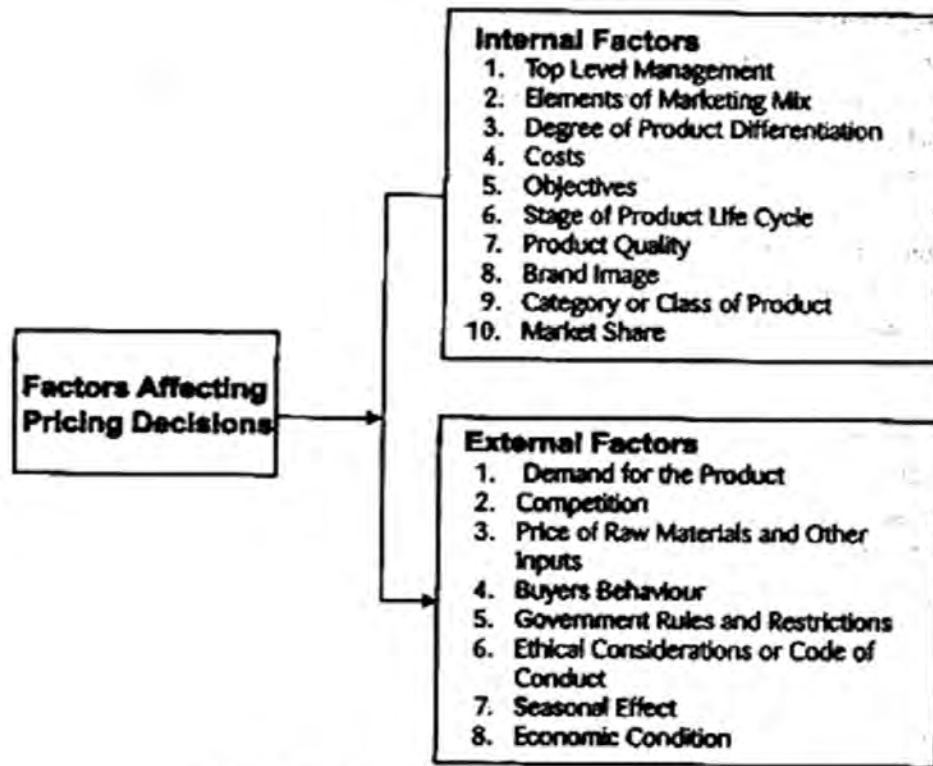 Factors Affecting
Pricing Decisions
Internal Factors
1. Top Level Management
2. Elements of Marketing Mix
3. Degree of Product Differentiation
4. Costs
5. Objectives
6. Stage of Product Life Cycle
7. Product Quality
8. Brand Image
9. Category or Class of Product
10. Market Share
External Factors
1. Demand for the Product
2. Competition
3. Price of Raw Materials and Other
Inputs
4. Buyers Behaviour
5. Government Rules and Restrictions
6. Ethical Considerations or Code of
Conduct
7. Seasonal Effect
8. Economic Condition